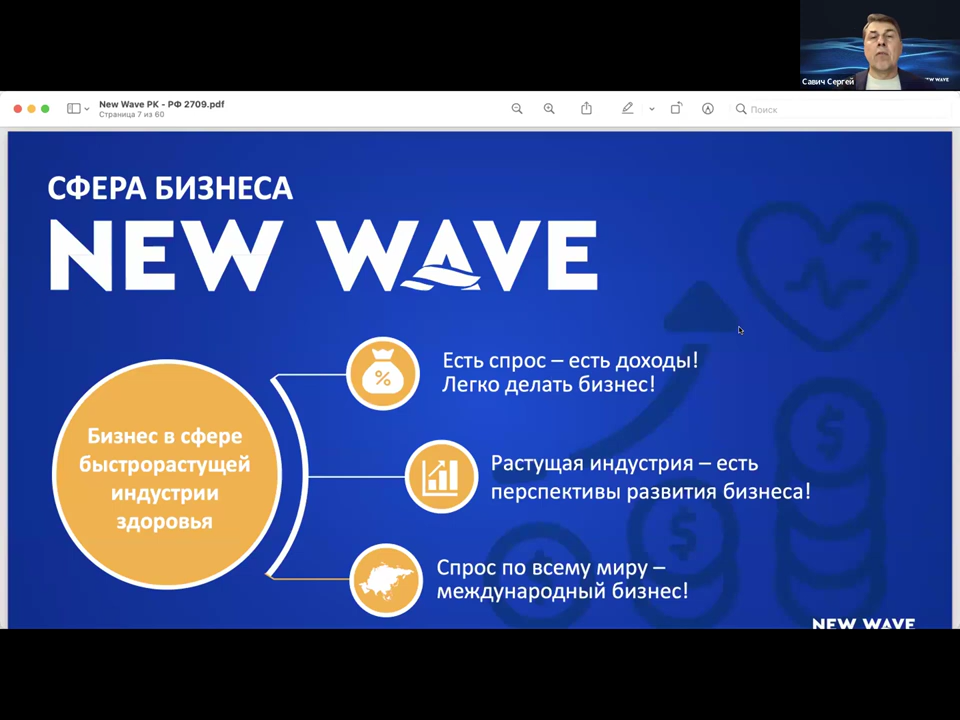 Савич Сергей
NEW WAVE
New Wave РК - РФ 2709.pdf
Страница 7 из 60
Поиск
СФЕРА БИЗНЕСА
NEW WAVE
Есть спрос – есть доходы!
Легко делать бизнес!
Бизнес в сфере
быстрорастущей
индустрии
здоровья
Растущая индустрия – есть
перспективы развития бизнеса!
Спрос по всему миру –
международный бизнес!
NEW WAVE